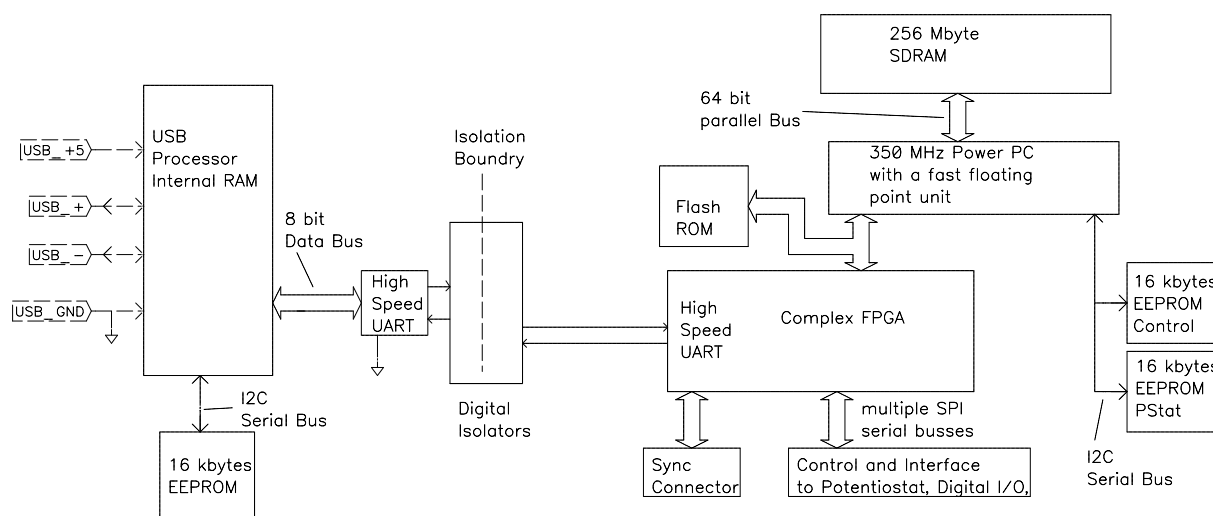 256 Mbyte
SDRAM
64 bit
parallel Bus
USB
Processor
Internal RAM
Isolation
Boundry
350 MHz Power PC
with a fast floating
point unit
USB_+5
USB_+
USB_-
USB_GND
Flash
ROM
8 bit
Data Bus
High
Speed
UART
High
Speed
UART
Complex FPGA
16 kbytes
EEPROM
Control
16 kbytes
EEPROM
PStat
I2C
Serial Bus
Digital
Isolators
multiple SPI
serial busses
I2C
Serial Bus
16 kbytes
EEPROM
Sync
Connector
Control and Interface
to Potentiostat, Digital I/O,